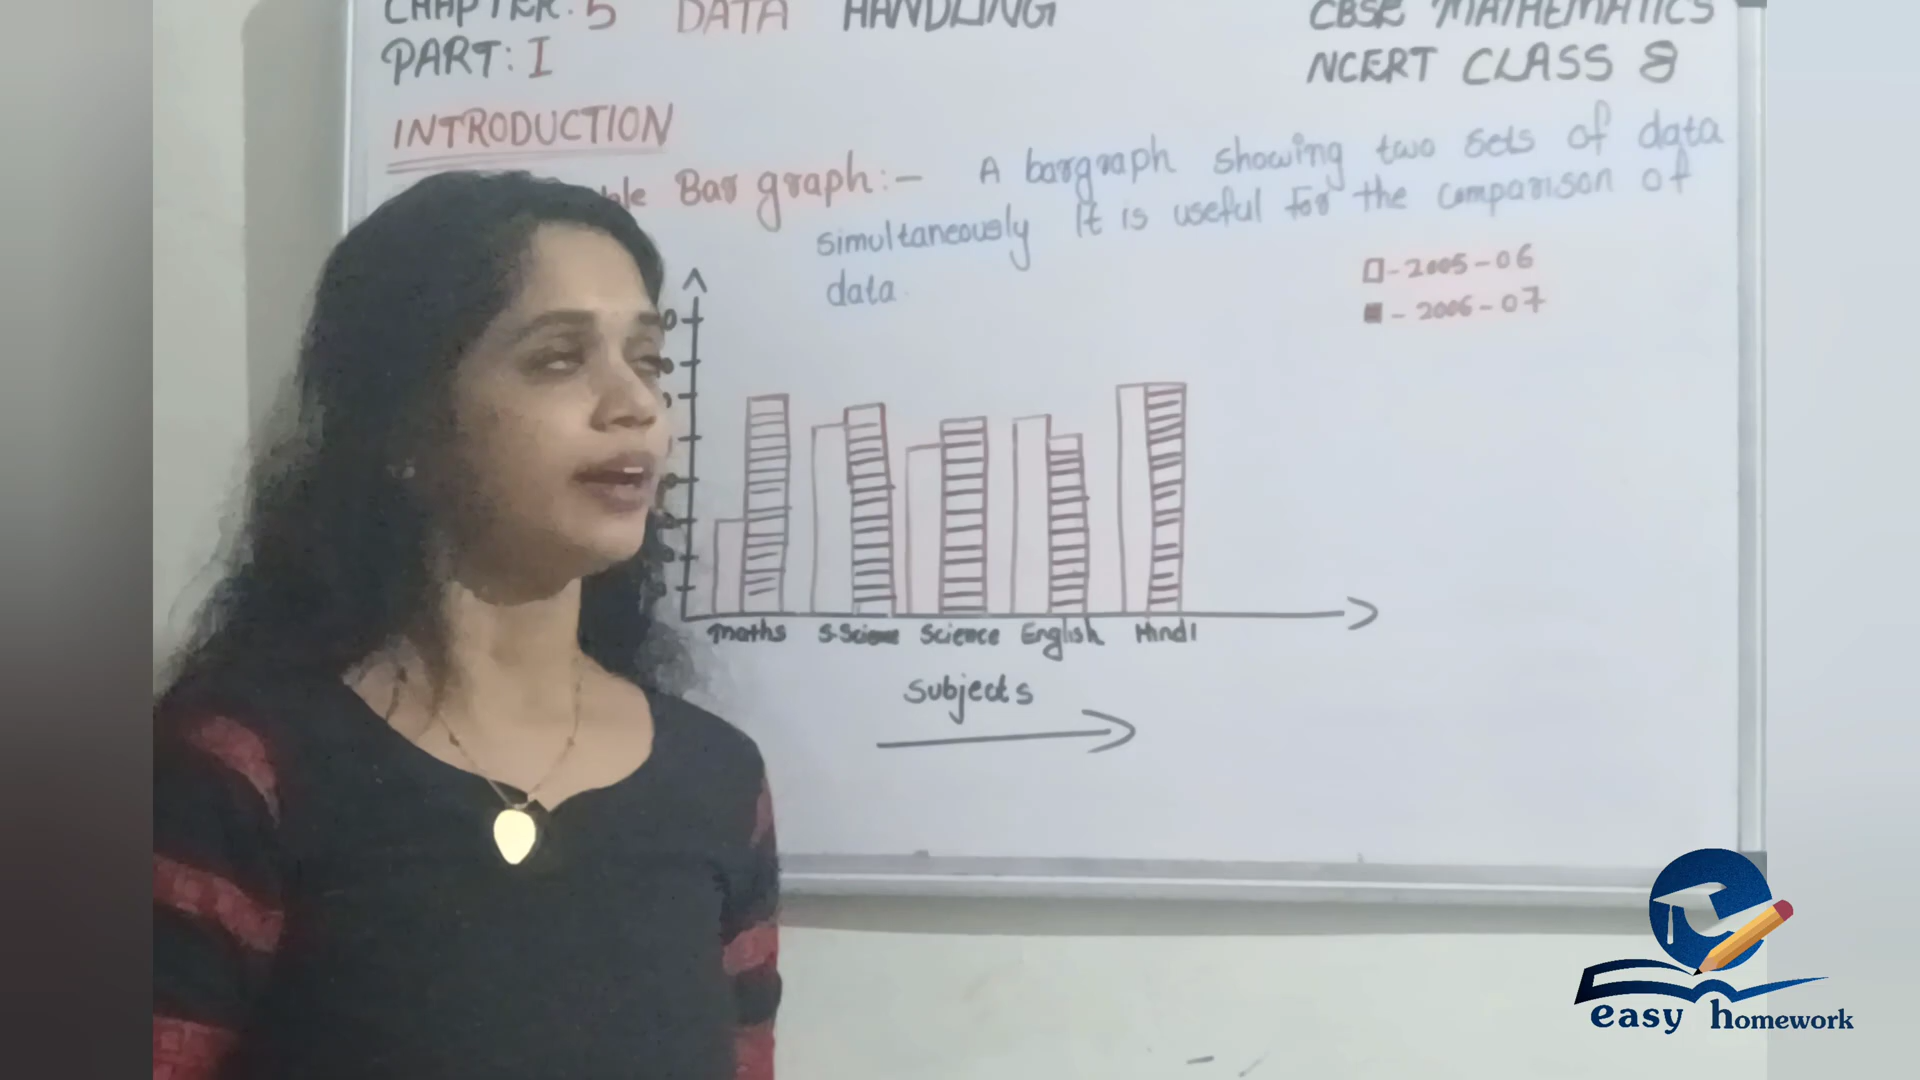 CHAPTER: 5 DATA HANDLING
PART: I
CBSE MATHEMATICS
NCERT CLASS 8
INTRODUCTION
Bar graph:- A bargraph showing two sets of data
simultaneously It is useful for the comparison of
data.
- 2005-06
- 2006-07
Maths S.Science Science English Hindi
Subjects
easy homework